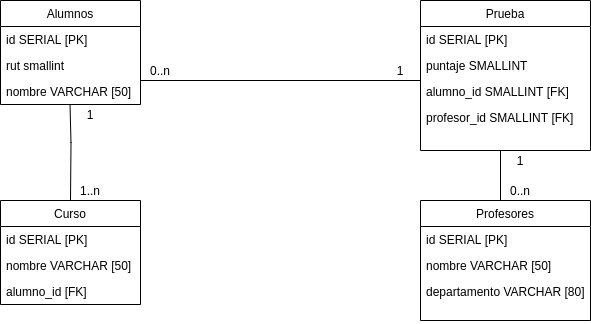 Alumnos
id SERIAL [PK]
rut smallint
nombre VARCHAR [50]
Prueba
id SERIAL [PK]
puntaje SMALLINT
alumno_id SMALLINT [FK]
profesor_id SMALLINT [FK]
0..n
1
1
1..n
1
0..n
Curso
id SERIAL [PK]
nombre VARCHAR [50]
alumno_id [FK]
Profesores
id SERIAL [PK]
nombre VARCHAR [50]
departamento VARCHAR [80]